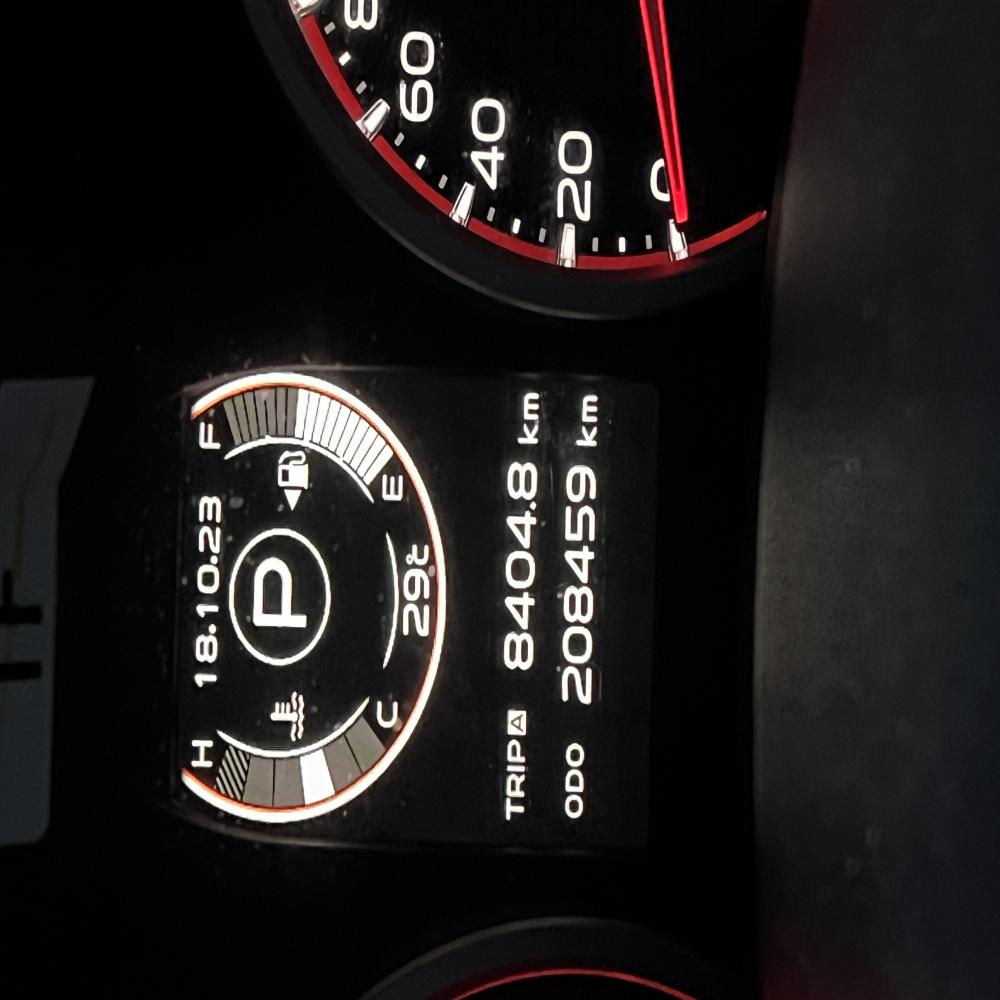 18.10.23
H
F
P
C
E
29°c
TRIP A 8404.8 km
ODO 208459 km
0
20
40
60